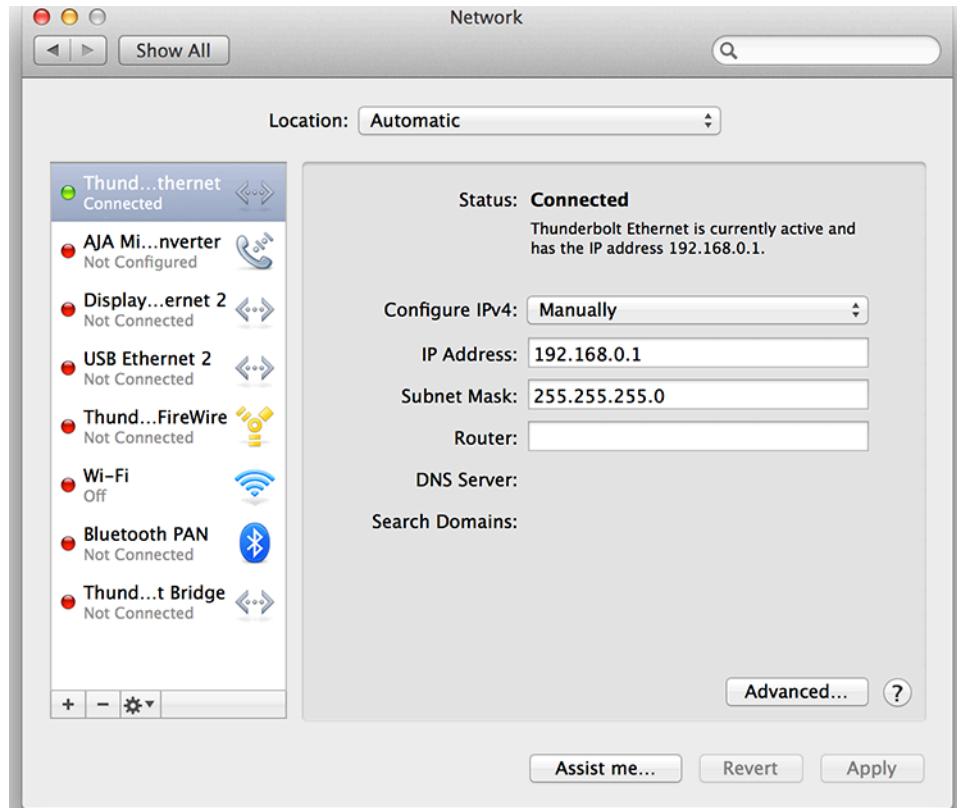 Network
Show All
Location: Automatic
Thund...thernet
Connected
AJA Mi...nverter
Not Configured
Display...ernet 2
Not Connected
USB Ethernet 2
Not Connected
Thund...FireWire
Not Connected
Wi-Fi
Off
Bluetooth PAN
Not Connected
Thund...t Bridge
Not Connected
Status: Connected
Thunderbolt Ethernet is currently active and
has the IP address 192.168.0.1.
Configure IPv4: Manually
IP Address: 192.168.0.1
Subnet Mask: 255.255.255.0
Router:
DNS Server:
Search Domains:
Advanced... ?
Assist me... Revert Apply